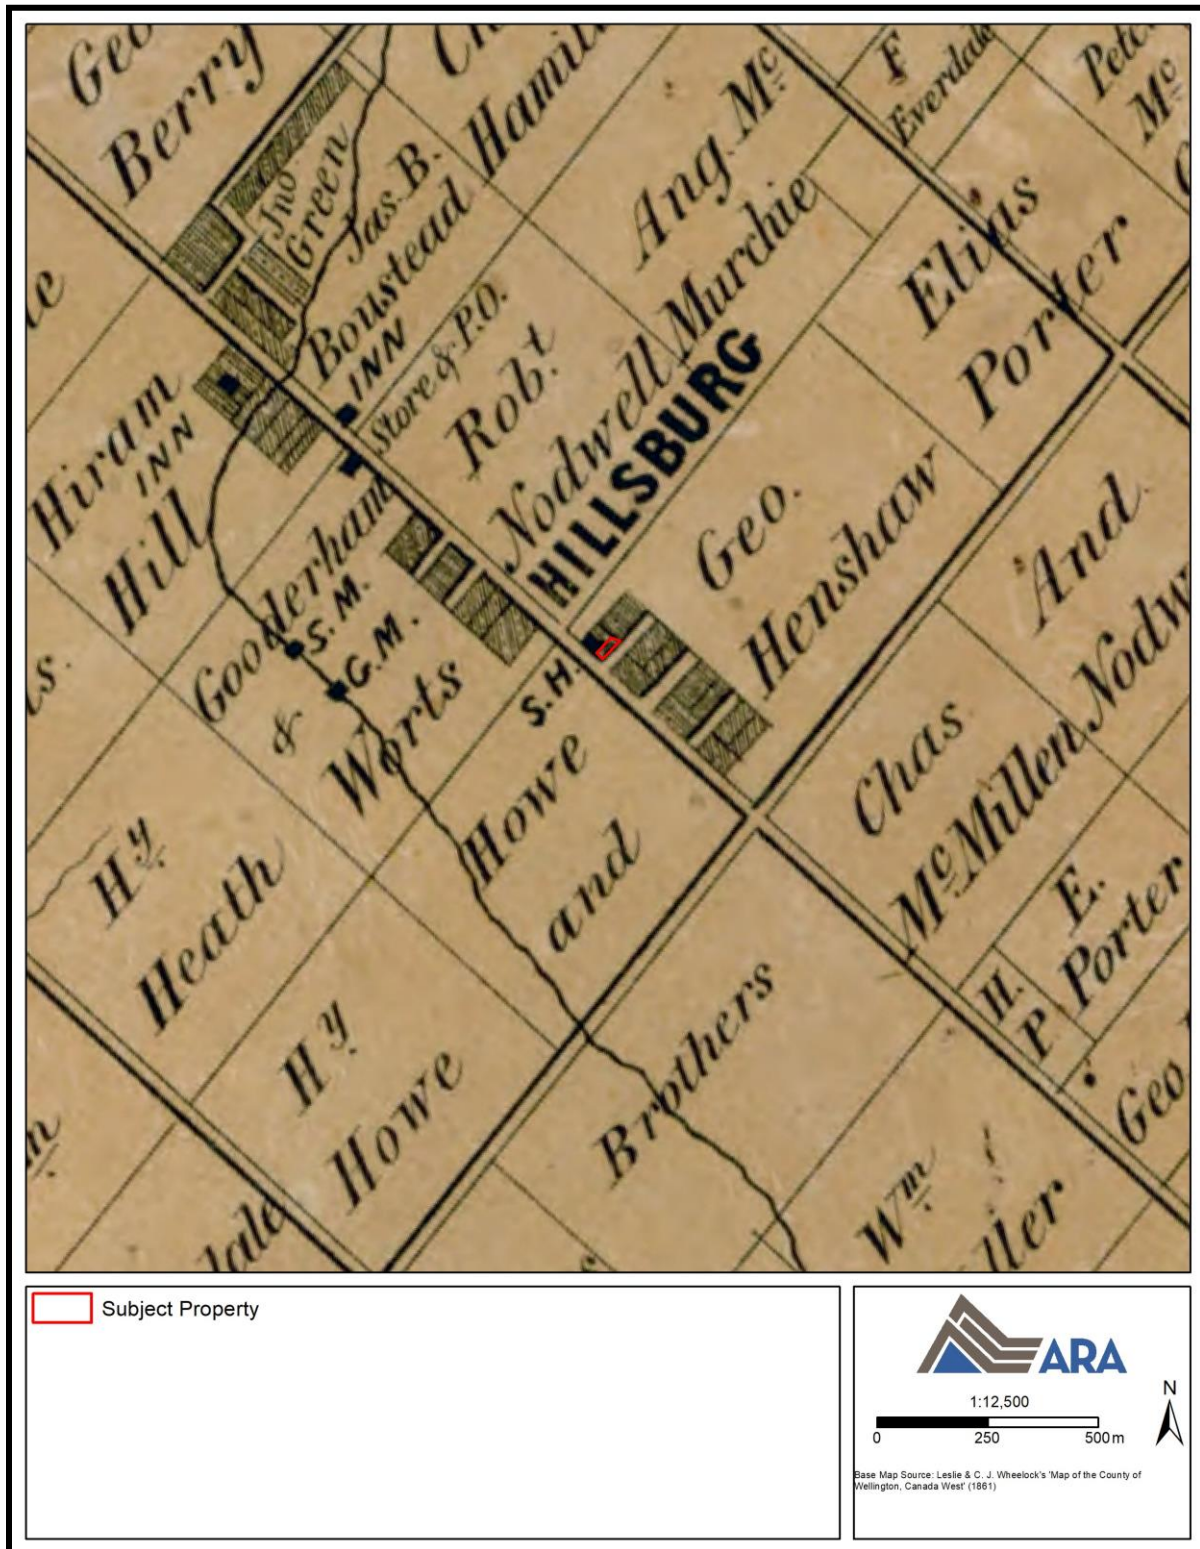 Geo
Berry
Jno.
Green
Jas. B.
Boustead
INN
Hamil
Store & P.O.
Rob.t
Nodwell
Ang. Mc
Murchie
F
Everdale
Pete
Mc
Elias
Porter
HILLSBURG
Hiram
INN
Hill
Gooderhand
& Worts
S.M.
& G.M.
S.H.
Geo.
Henshaw
And.
Nodw
Chas
McMillen
E.
Porter
H.
P.
Geo
Howe
and
Brothers
Hy
Heath
Hy
Howe
Wm
ller
dale
Subject Property
ARA
1:12,500
N
0 250 500 m
Base Map Source: Leslie & C. J. Wheelock's 'Map of the County of
Wellington, Canada West' (1861)